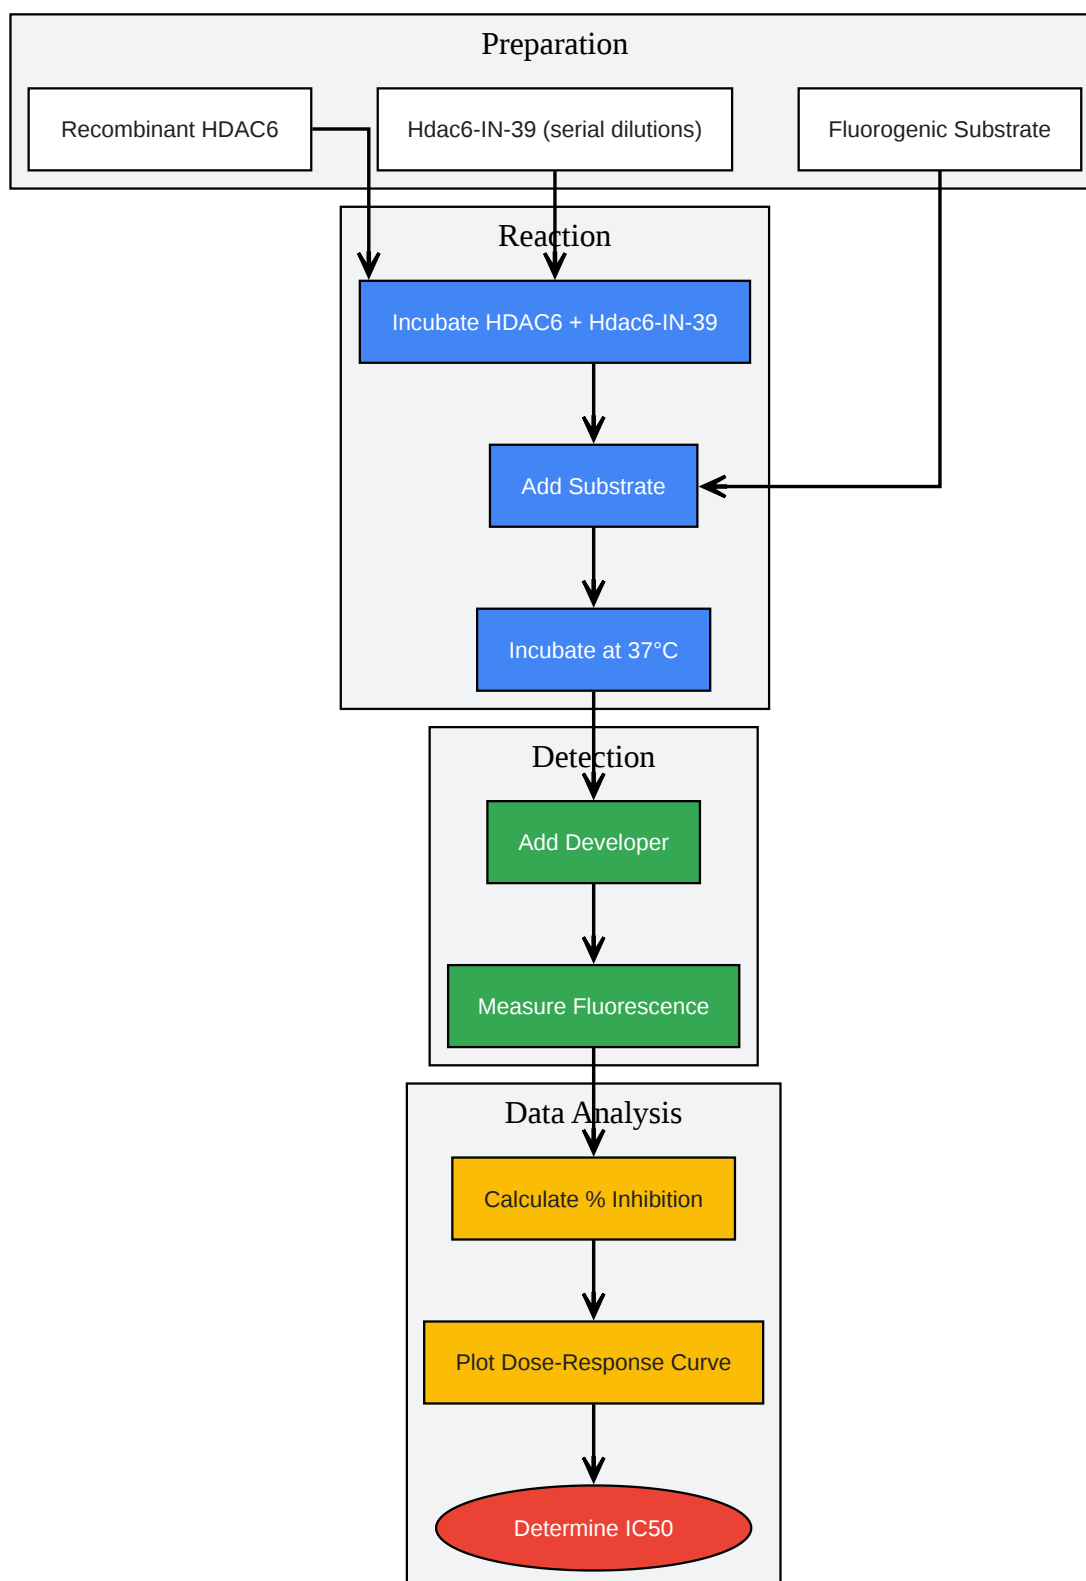 Preparation
Recombinant HDAC6
Hdac6-IN-39 (serial dilutions)
Fluorogenic Substrate
Reaction
Incubate HDAC6 + Hdac6-IN-39
Add Substrate
Incubate at 37°C
Detection
Add Developer
Measure Fluorescence
Data Analysis
Calculate % Inhibition
Plot Dose-Response Curve
Determine IC50